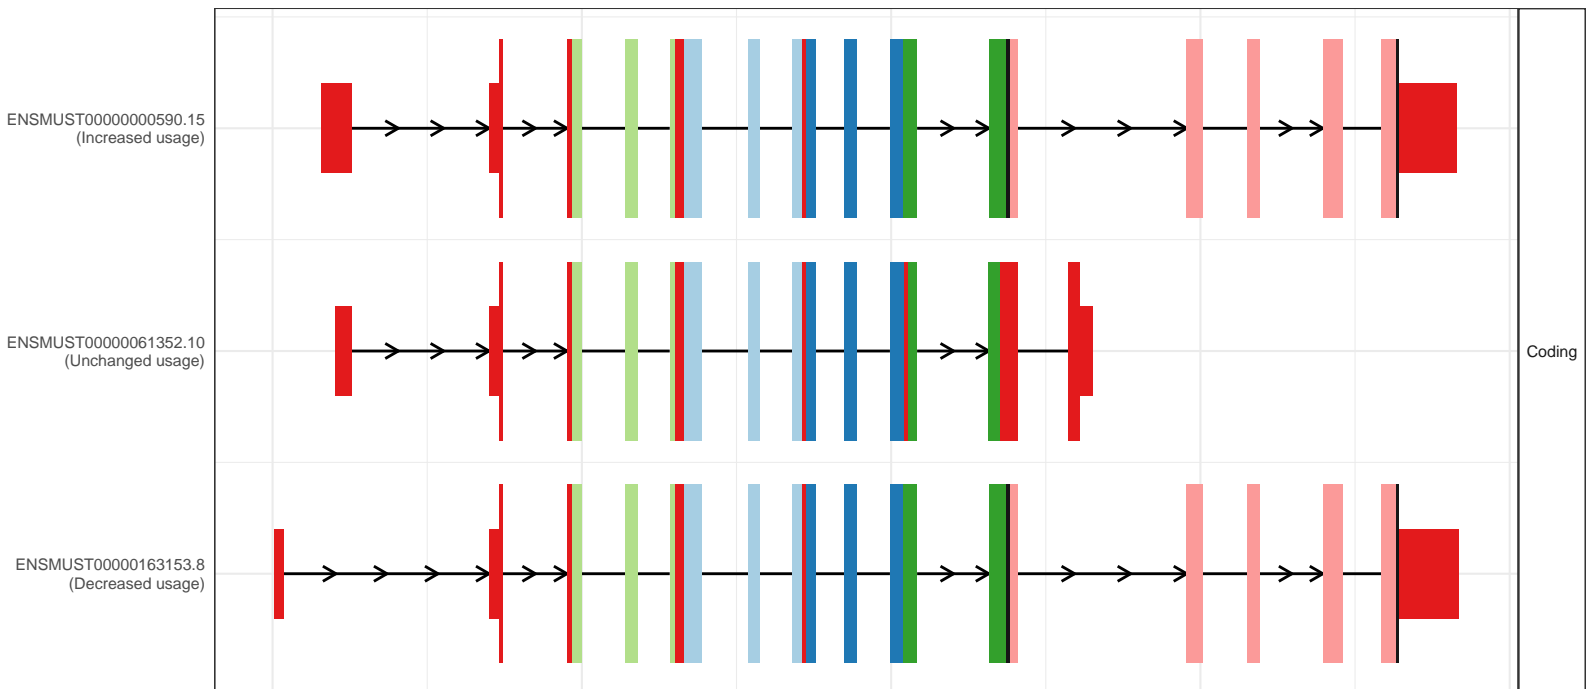 ENSMUST00000000590.15
(Increased usage)
ENSMUST00000061352.10
(Unchanged usage)
Coding
ENSMUST00000163153.8
(Decreased usage)